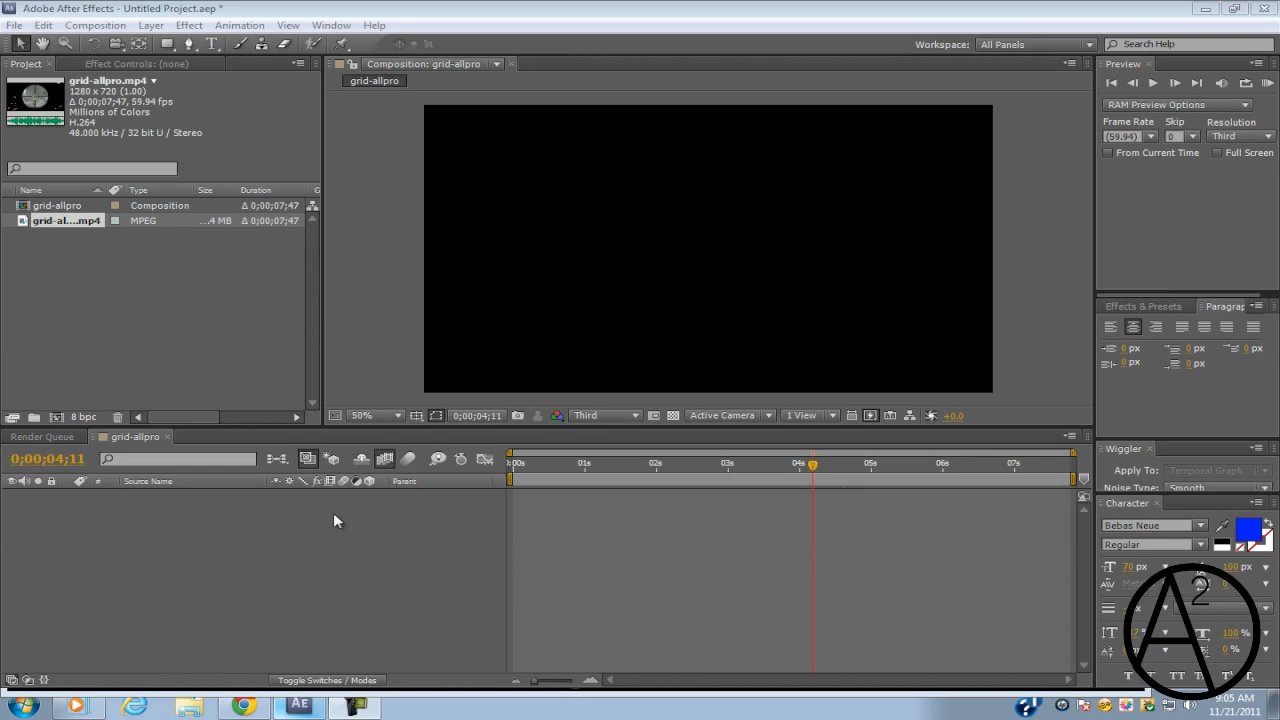 Adobe After Effects - Untitled Project.aep *
File Edit Composition Layer Effect Animation View Window Help
Workspace: All Panels Search Help
Project Effect Controls: (none) Composition: grid-allpro Preview
grid-allpro.mp4
1280 x 720 (1.00)
Δ 0;00;07;47, 59.94 fps
Millions of Colors
H.264
48.000 kHz / 32 bit U / Stereo
grid-allpro
RAM Preview Options
Frame Rate Skip Resolution
(59.94) 0 Third
From Current Time Full Screen
Name Type Size Duration
grid-allpro Composition Δ 0;00;07;47
grid-al....mp4 MPEG ....4 MB Δ 0;00;07;47
Effects & Presets Paragrap
0 px 0 px 0 px
0 px 0 px
8 bpc
50% 0;00;04;11 Third Active Camera 1 View +0.0
Render Queue grid-allpro
0;00;04;11
:00s 01s 02s 03s 04s 05s 06s 07s
# Source Name Parent
Wiggler
Apply To: Temporal Graph
Noise Type: Smooth
Character
Bebas Neue
Regular
70 px 100 px
100 %
0 %
A2
Toggle Switches / Modes
AE
9:05 AM
11/21/2011